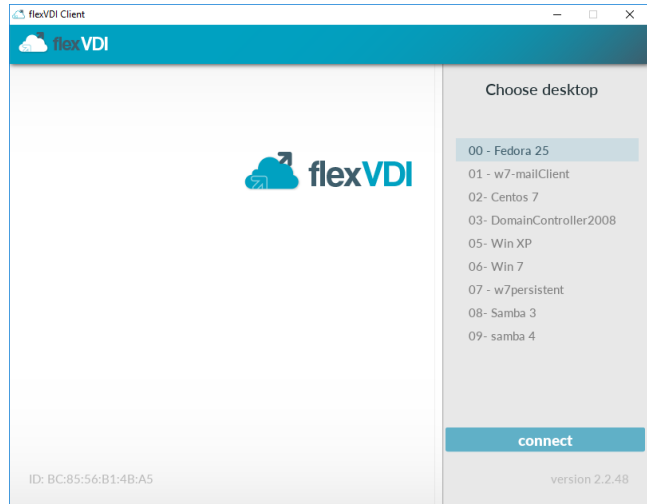 flexVDI Client
flexVDI
Choose desktop
flexVDI
00 - Fedora 25
01 - w7-mailClient
02- Centos 7
03- DomainController2008
05- Win XP
06- Win 7
07 - w7persistent
08- Samba 3
09- samba 4
connect
ID: BC:85:56:B1:4B:A5
version 2.2.48